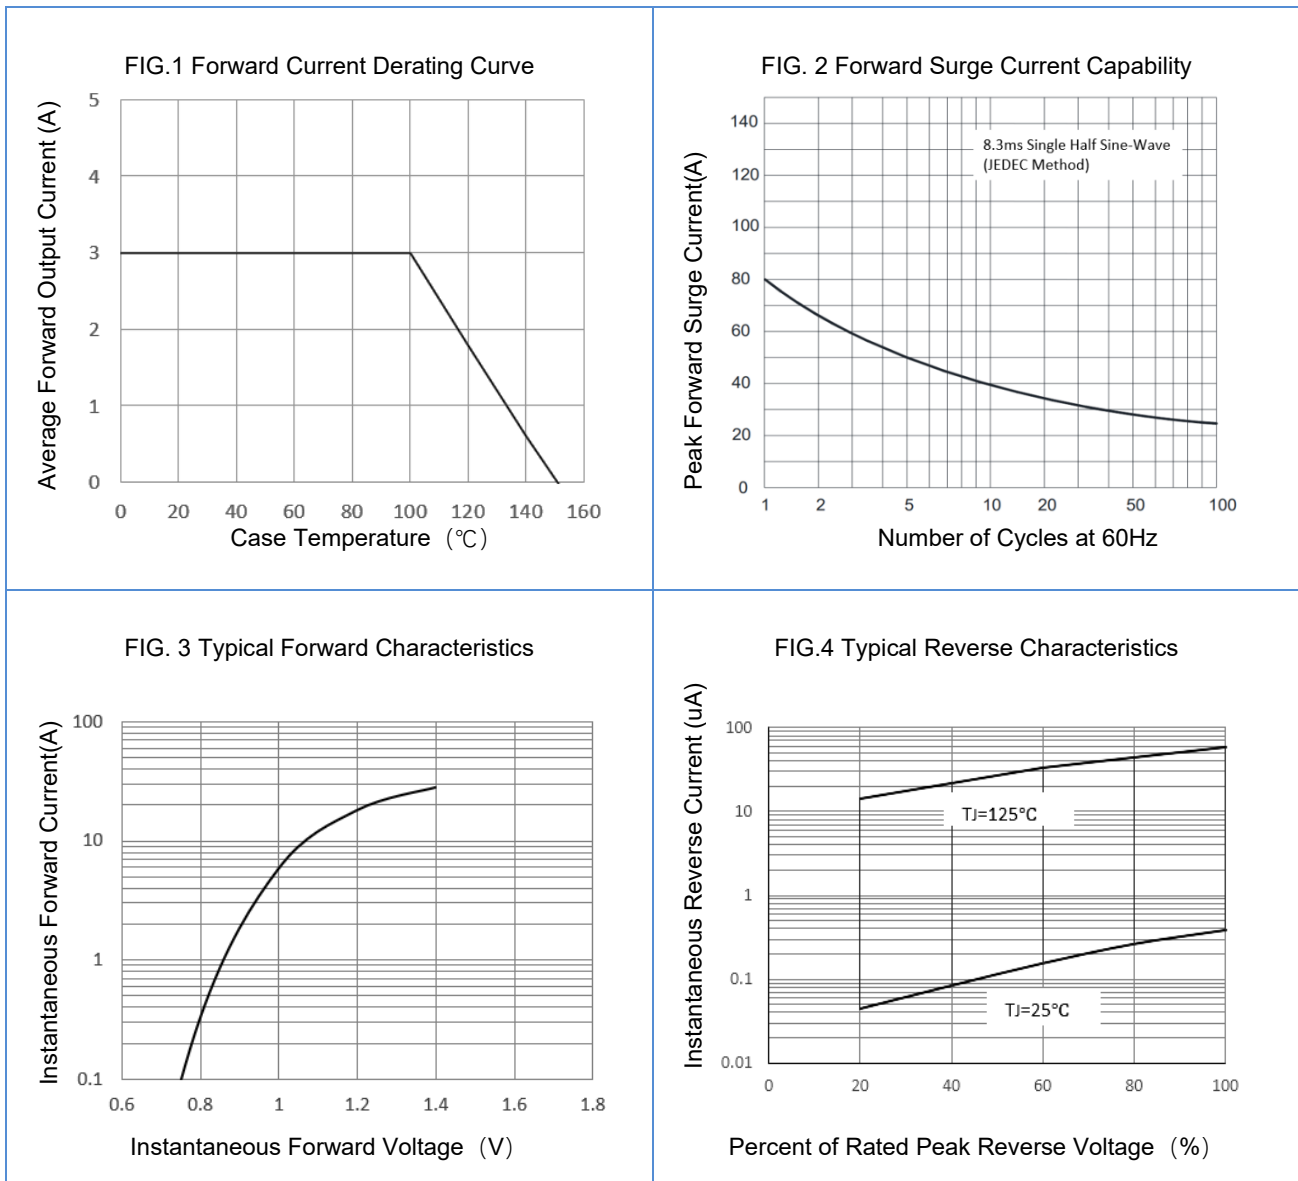 FIG.1 Forward Current Derating Curve
Average Forward Output Current (A)
5
4
3
2
1
0
0 20 40 60 80 100 120 140 160
Case Temperature（℃）
FIG. 2 Forward Surge Current Capability
Peak Forward Surge Current(A)
140
120
100
80
60
40
20
0
8.3ms Single Half Sine-Wave
(JEDEC Method)
1 2 5 10 20 50 100
Number of Cycles at 60Hz
FIG. 3 Typical Forward Characteristics
Instantaneous Forward Current(A)
100
10
1
0.1
0.6 0.8 1 1.2 1.4 1.6 1.8
Instantaneous Forward Voltage（V）
FIG.4 Typical Reverse Characteristics
Instantaneous Reverse Current (uA)
100
10
1
0.1
0.01
TJ=125℃
TJ=25℃
0 20 40 60 80 100
Percent of Rated Peak Reverse Voltage（%）